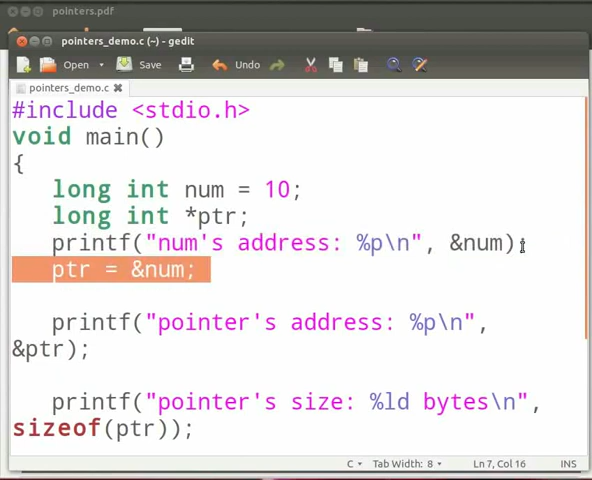 pointers.pdf
pointers_demo.c (~) - gedit
Open Save Undo
pointers_demo.c
#include <stdio.h>
void main()
{
long int num = 10;
long int *ptr;
printf("num's address: %p\n", &num);
ptr = &num;
printf("pointer's address: %p\n",
&ptr);
printf("pointer's size: %ld bytes\n",
sizeof(ptr));
C Tab Width: 8 Ln 7, Col 16 INS